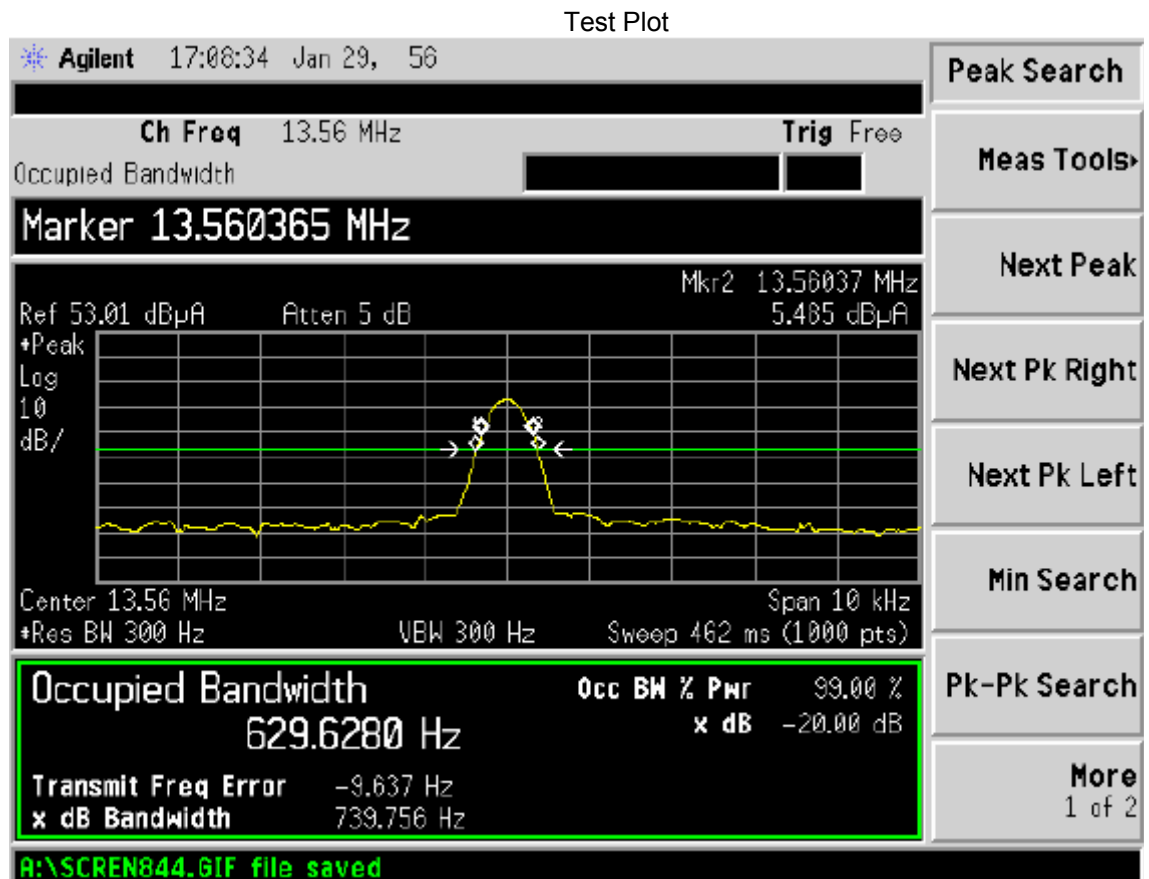 Test Plot
Agilent 17:08:34 Jan 29, 56
Peak Search
Ch Freq 13.56 MHz Trig Free
Occupied Bandwidth
Meas Tools▸
Marker 13.560365 MHz
Next Peak
Mkr2 13.56037 MHz
Ref 53.01 dBµA Atten 5 dB 5.485 dBµA
#Peak
Log
10
dB/
Next Pk Right
Next Pk Left
Center 13.56 MHz Span 10 kHz
#Res BW 300 Hz VBW 300 Hz Sweep 462 ms (1000 pts)
Min Search
Occupied Bandwidth Occ BW % Pwr 99.00 %
629.6280 Hz x dB -20.00 dB
Pk-Pk Search
Transmit Freq Error -9.637 Hz
x dB Bandwidth 739.756 Hz
More
1 of 2
A:\SCREN844.GIF file saved